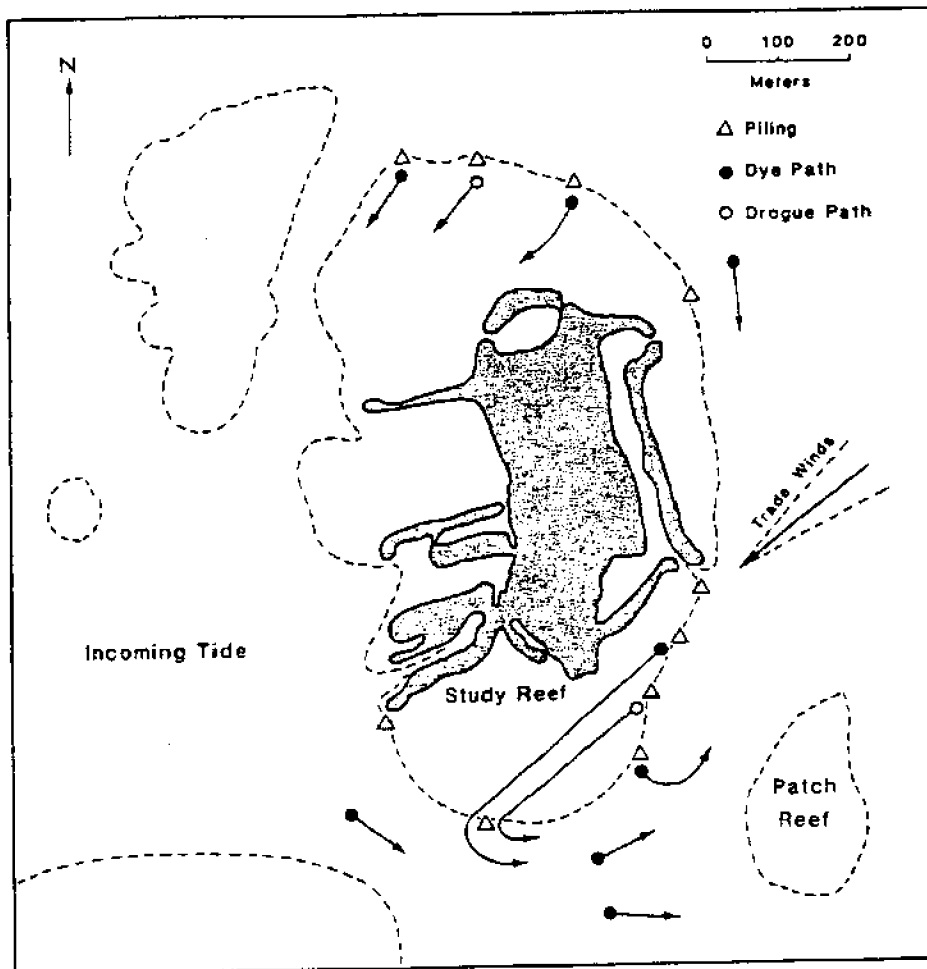 N
0 100 200
Meters
Piling
Dye Path
Drogue Path
Trade Winds
Incoming Tide
Study Reef
Patch
Reef